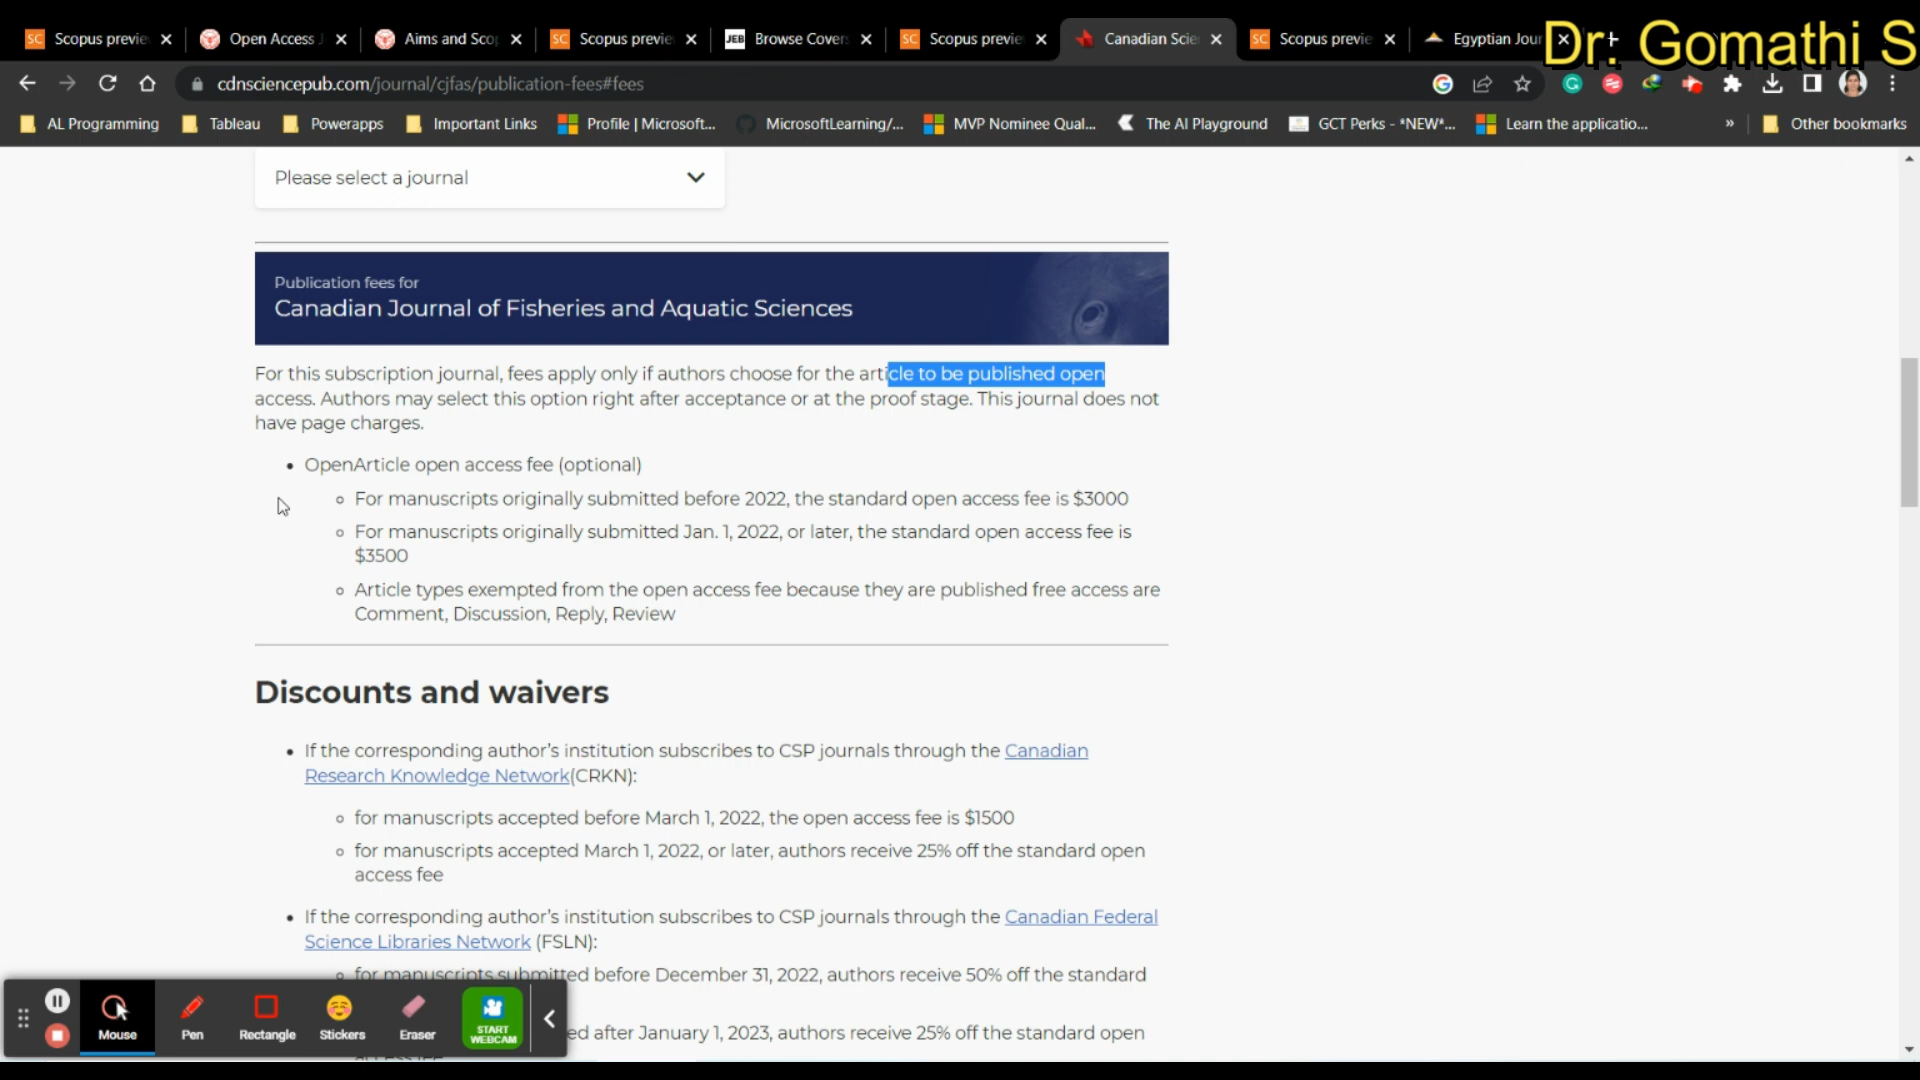 Scopus previe
Open Access J
Aims and Sco
Scopus previe
JEB Browse Cover
Scopus previe
Canadian Scie
Scopus previe
Egyptian Jour
Dr. Gomathi S
cdnsciencepub.com/journal/cjfas/publication-fees#fees
AL Programming
Tableau
Powerapps
Important Links
Profile | Microsoft...
MicrosoftLearning/...
MVP Nominee Qual...
The AI Playground
GCT Perks - *NEW*...
Learn the applicatio...
»
Other bookmarks
Please select a journal
Publication fees for
Canadian Journal of Fisheries and Aquatic Sciences
For this subscription journal, fees apply only if authors choose for the article to be published open
access. Authors may select this option right after acceptance or at the proof stage. This journal does not
have page charges.
OpenArticle open access fee (optional)
For manuscripts originally submitted before 2022, the standard open access fee is $3000
For manuscripts originally submitted Jan. 1, 2022, or later, the standard open access fee is
$3500
Article types exempted from the open access fee because they are published free access are
Comment, Discussion, Reply, Review
Discounts and waivers
If the corresponding author's institution subscribes to CSP journals through the Canadian
Research Knowledge Network(CRKN):
for manuscripts accepted before March 1, 2022, the open access fee is $1500
for manuscripts accepted March 1, 2022, or later, authors receive 25% off the standard open
access fee
If the corresponding author's institution subscribes to CSP journals through the Canadian Federal
Science Libraries Network (FSLN):
for manuscripts submitted before December 31, 2022, authors receive 50% off the standard
ed after January 1, 2023, authors receive 25% off the standard open
access fee
Mouse
Pen
Rectangle
Stickers
Eraser
START
WEBCAM